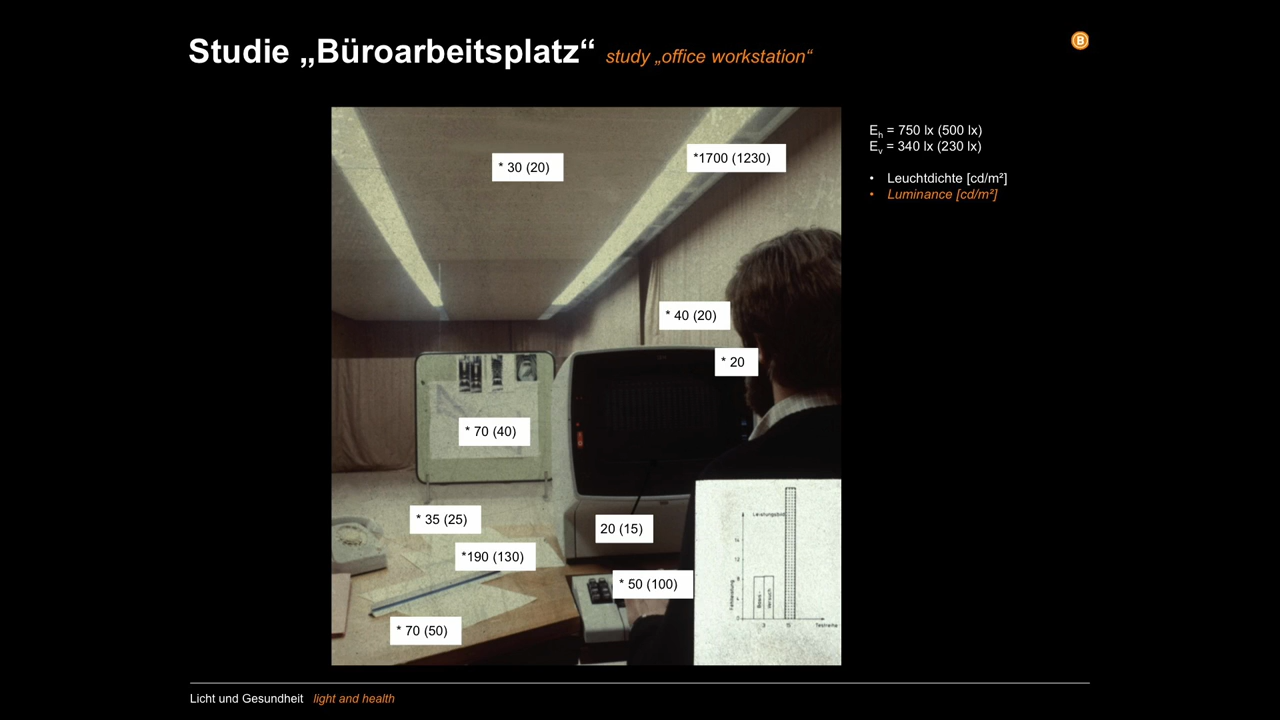 Studie „Büroarbeitsplatz“ study „office workstation“
B
Eh = 750 lx (500 lx)
Ev = 340 lx (230 lx)
• Leuchtdichte [cd/m²]
• Luminance [cd/m²]
* 30 (20)
*1700 (1230)
* 40 (20)
* 20
* 70 (40)
* 35 (25)
20 (15)
*190 (130)
* 50 (100)
* 70 (50)
Leistungsbild
Fehlleistung
Licht und Gesundheit light and health